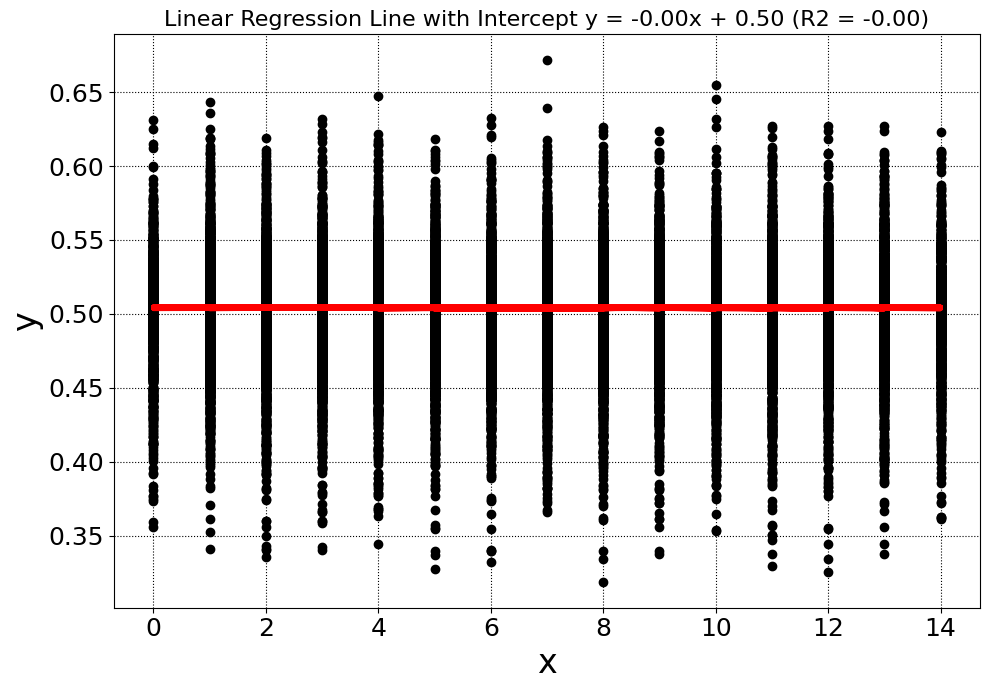 Linear Regression Line with Intercept y = -0.00x + 0.50 (R2 = -0.00)
y
0.65
0.60
0.55
0.50
0.45
0.40
0.35
0 2 4 6 8 10 12 14
x